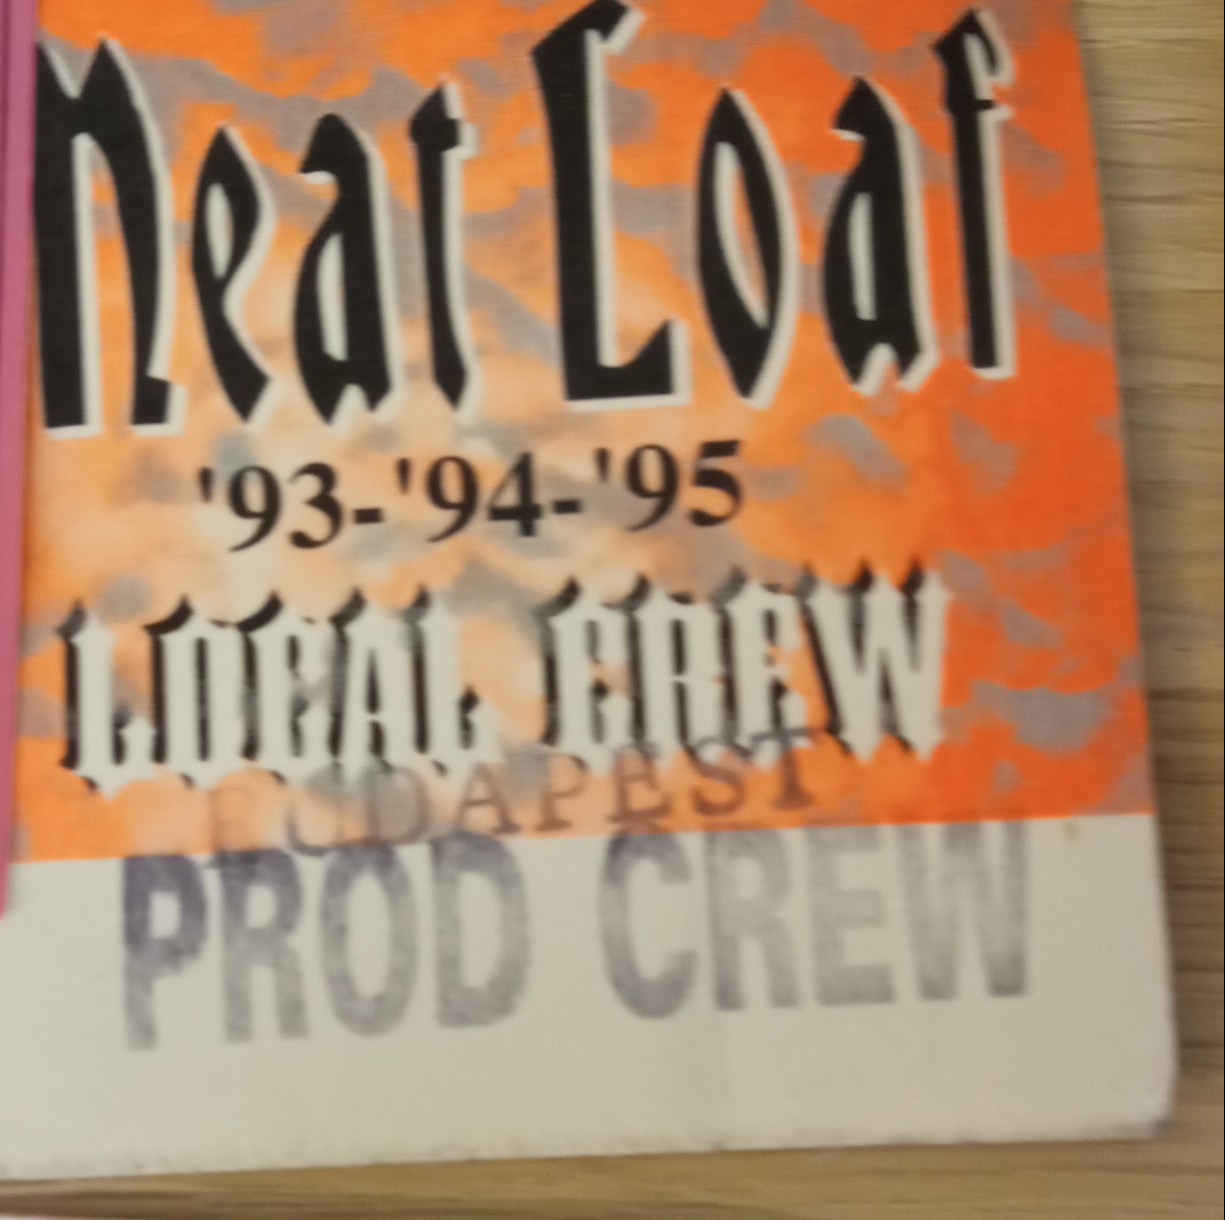 Meat Loaf
'93-'94-'95
LOCAL CREW
BUDAPEST
PROD CREW